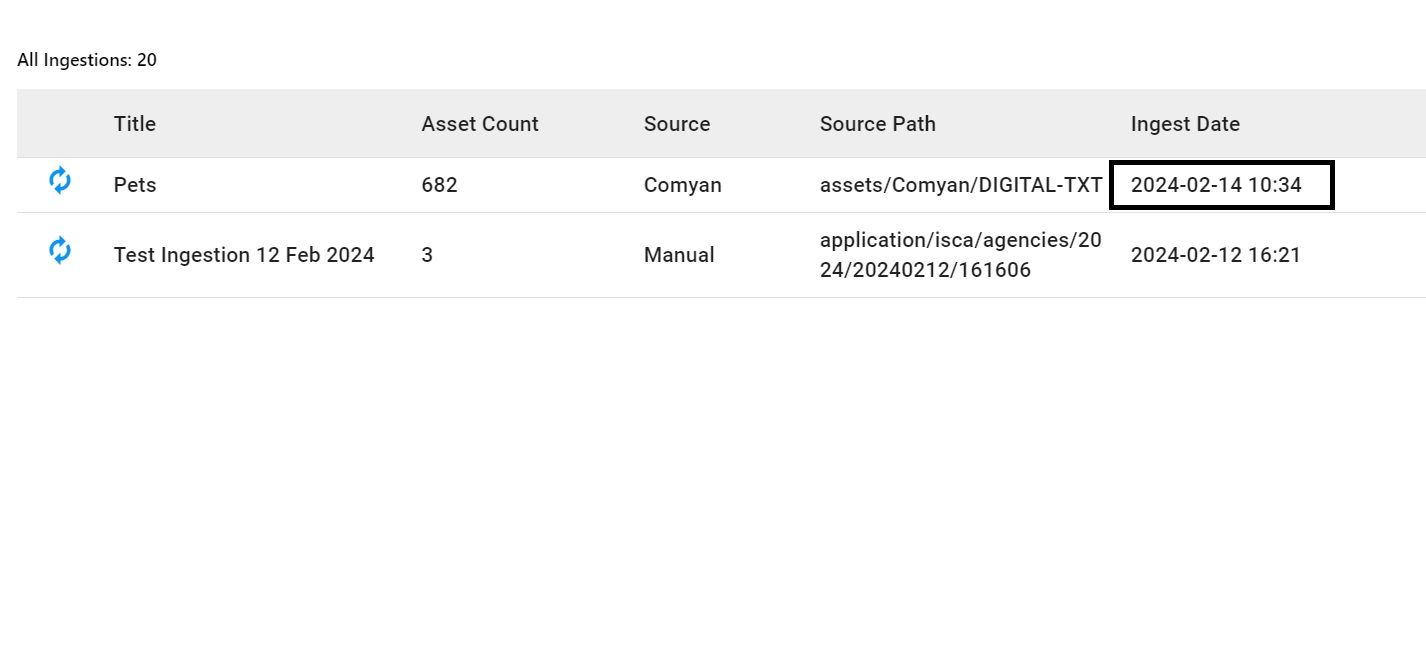 All Ingestions: 20
Title Asset Count Source Source Path Ingest Date
Pets 682 Comyan assets/Comyan/DIGITAL-TXT 2024-02-14 10:34
Test Ingestion 12 Feb 2024 3 Manual application/isca/agencies/20 2024-02-12 16:21
24/20240212/161606